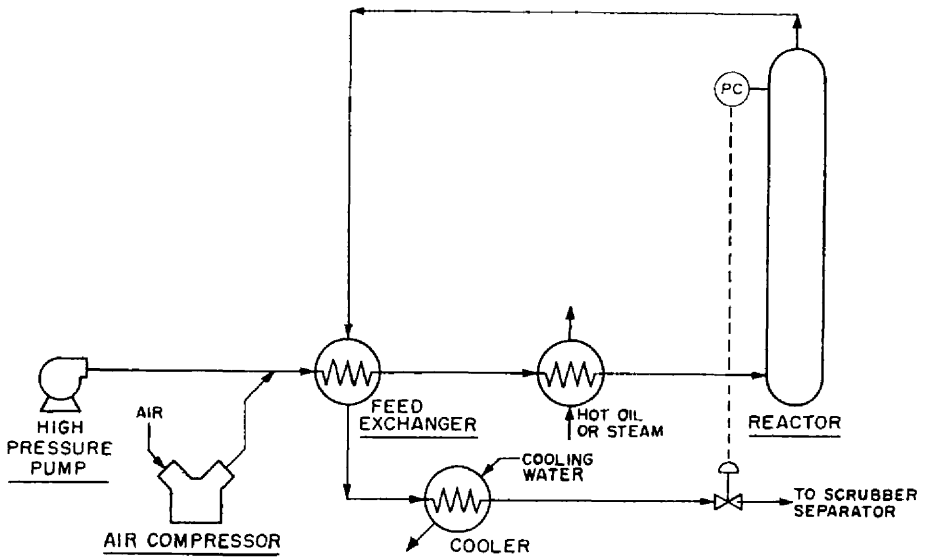 PC
HIGH
PRESSURE
PUMP
AIR
AIR COMPRESSOR
FEED
EXCHANGER
HOT OIL
OR STEAM
REACTOR
COOLING
WATER
COOLER
TO SCRUBBER
SEPARATOR